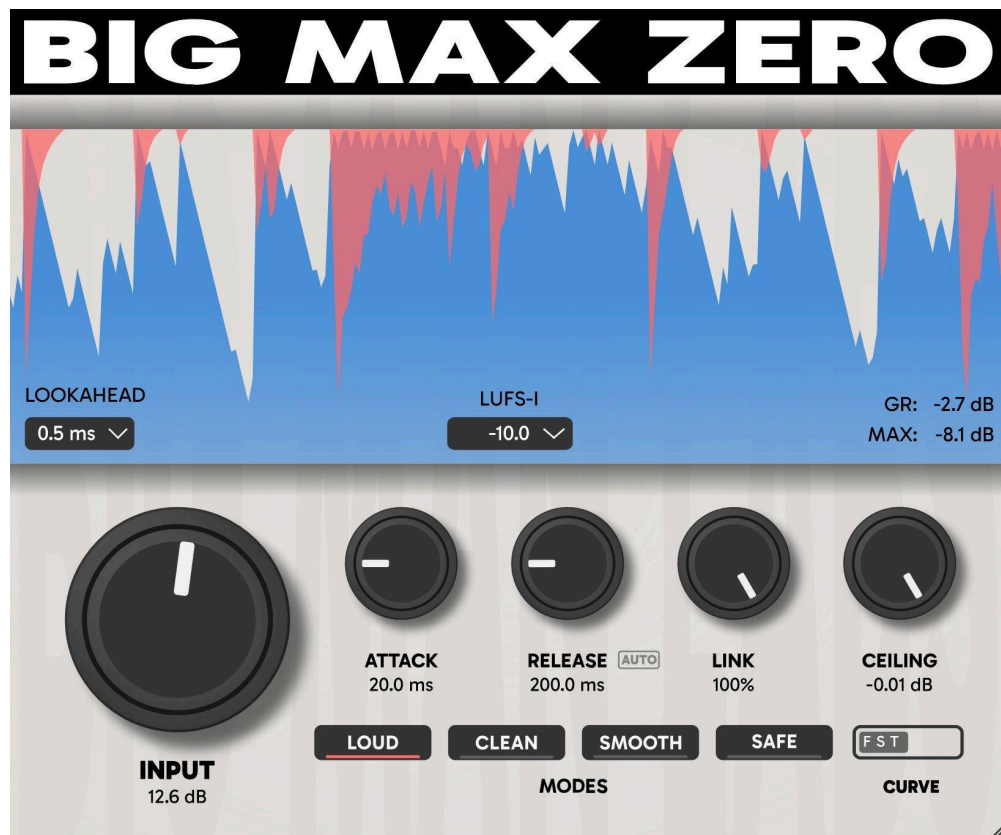 BIG MAX ZERO
LOOKAHEAD
0.5 ms
LUFS-I
-10.0
GR: -2.7 dB
MAX: -8.1 dB
INPUT
12.6 dB
ATTACK
20.0 ms
RELEASE AUTO
200.0 ms
LINK
100%
CEILING
-0.01 dB
LOUD CLEAN SMOOTH SAFE FST
MODES
CURVE